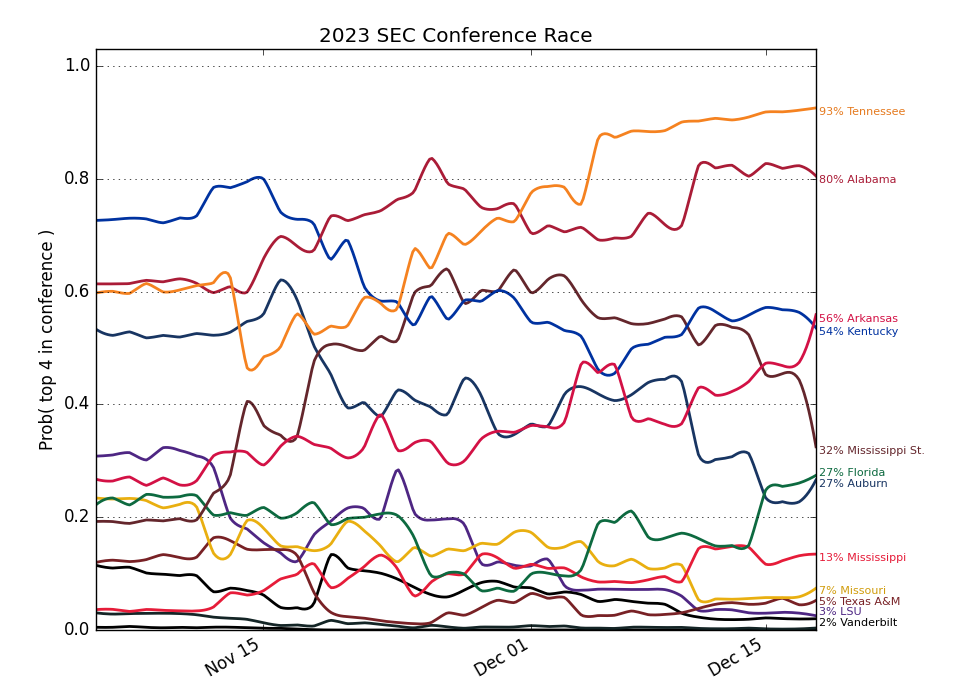 2023 SEC Conference Race
Prob( top 4 in conference )
1.0
0.8
0.6
0.4
0.2
0.0
Nov 15
Dec 01
Dec 15
93% Tennessee
80% Alabama
56% Arkansas
54% Kentucky
32% Mississippi St.
27% Florida
27% Auburn
13% Mississippi
7% Missouri
5% Texas A&M
3% LSU
2% Vanderbilt